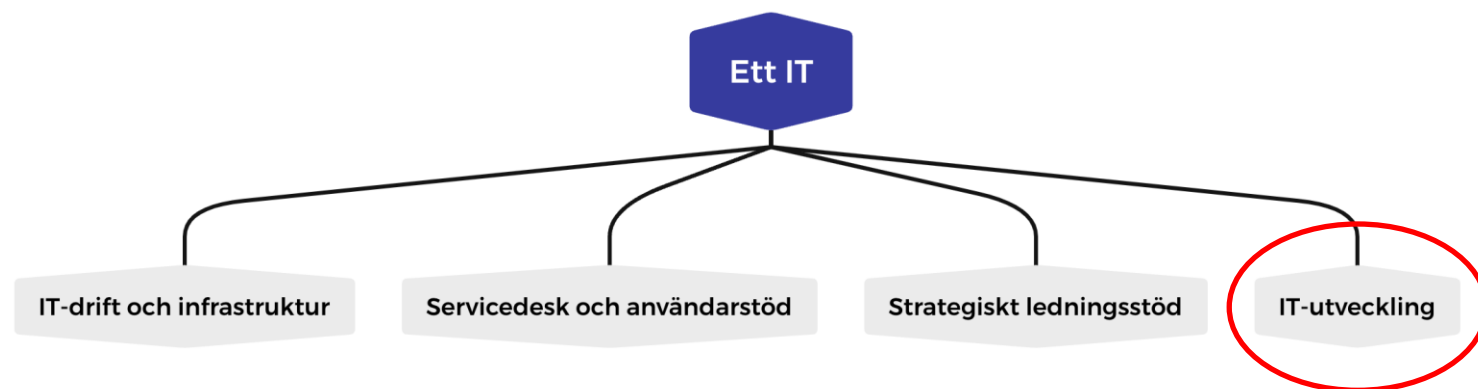 Ett IT
IT-drift och infrastruktur
Servicedesk och användarstöd
Strategiskt ledningsstöd
IT-utveckling